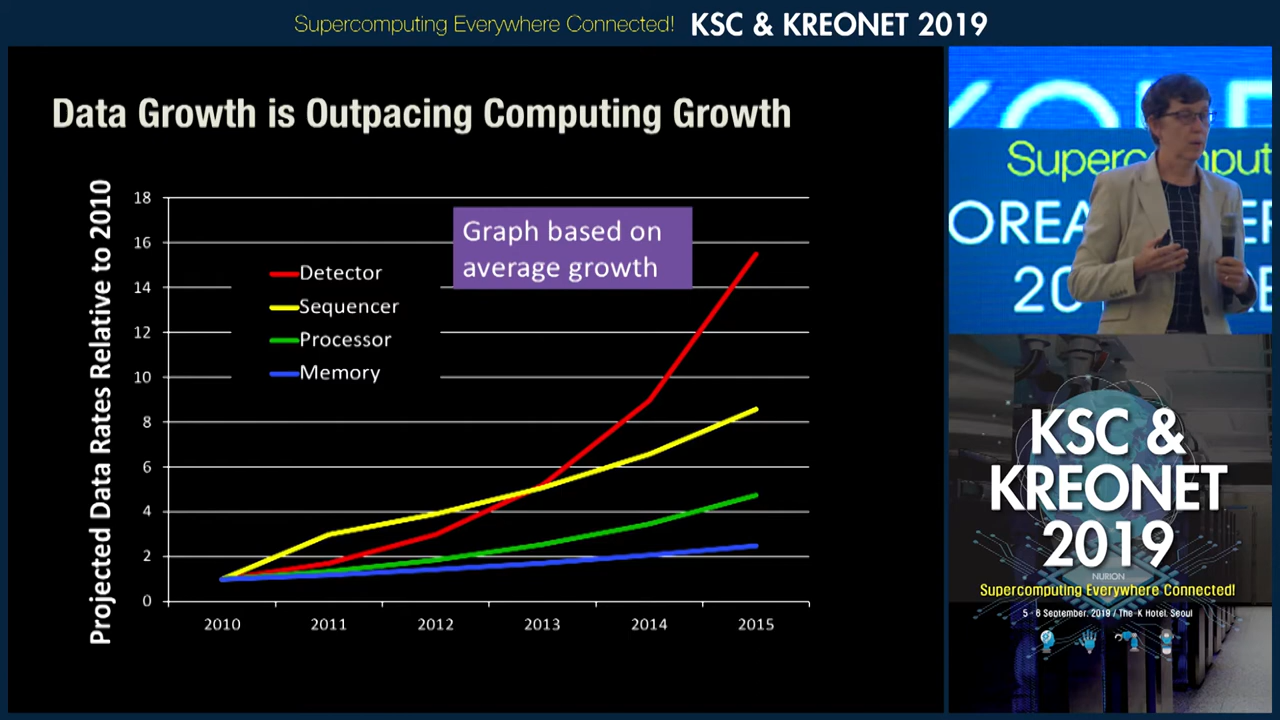 Supercomputing Everywhere Connected! KSC & KREONET 2019
Data Growth is Outpacing Computing Growth
Projected Data Rates Relative to 2010
18
16
14
12
10
8
6
4
2
0
Graph based on
average growth
Detector
Sequencer
Processor
Memory
2010 2011 2012 2013 2014 2015
Supercomput
OREA
20
KSC &
KREONET
2019
NURION
Supercomputing Everywhere Connected!
5 - 6 September, 2019 / The-K Hotel, Seoul